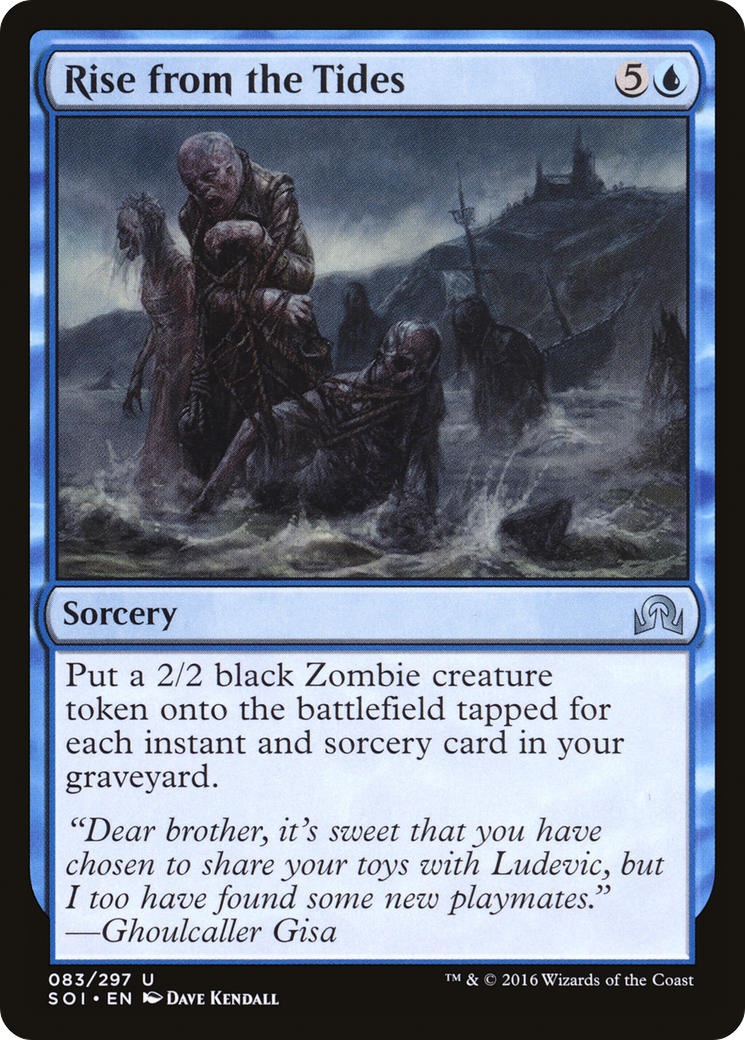 Rise from the Tides 5
Sorcery
Put a 2/2 black Zombie creature
token onto the battlefield tapped for
each instant and sorcery card in your
graveyard.
“Dear brother, it’s sweet that you have
chosen to share your toys with Ludevic, but
I too have found some new playmates.”
—Ghoulcaller Gisa
083/297 U
SOI • EN DAVE KENDALL
™ & © 2016 Wizards of the Coast